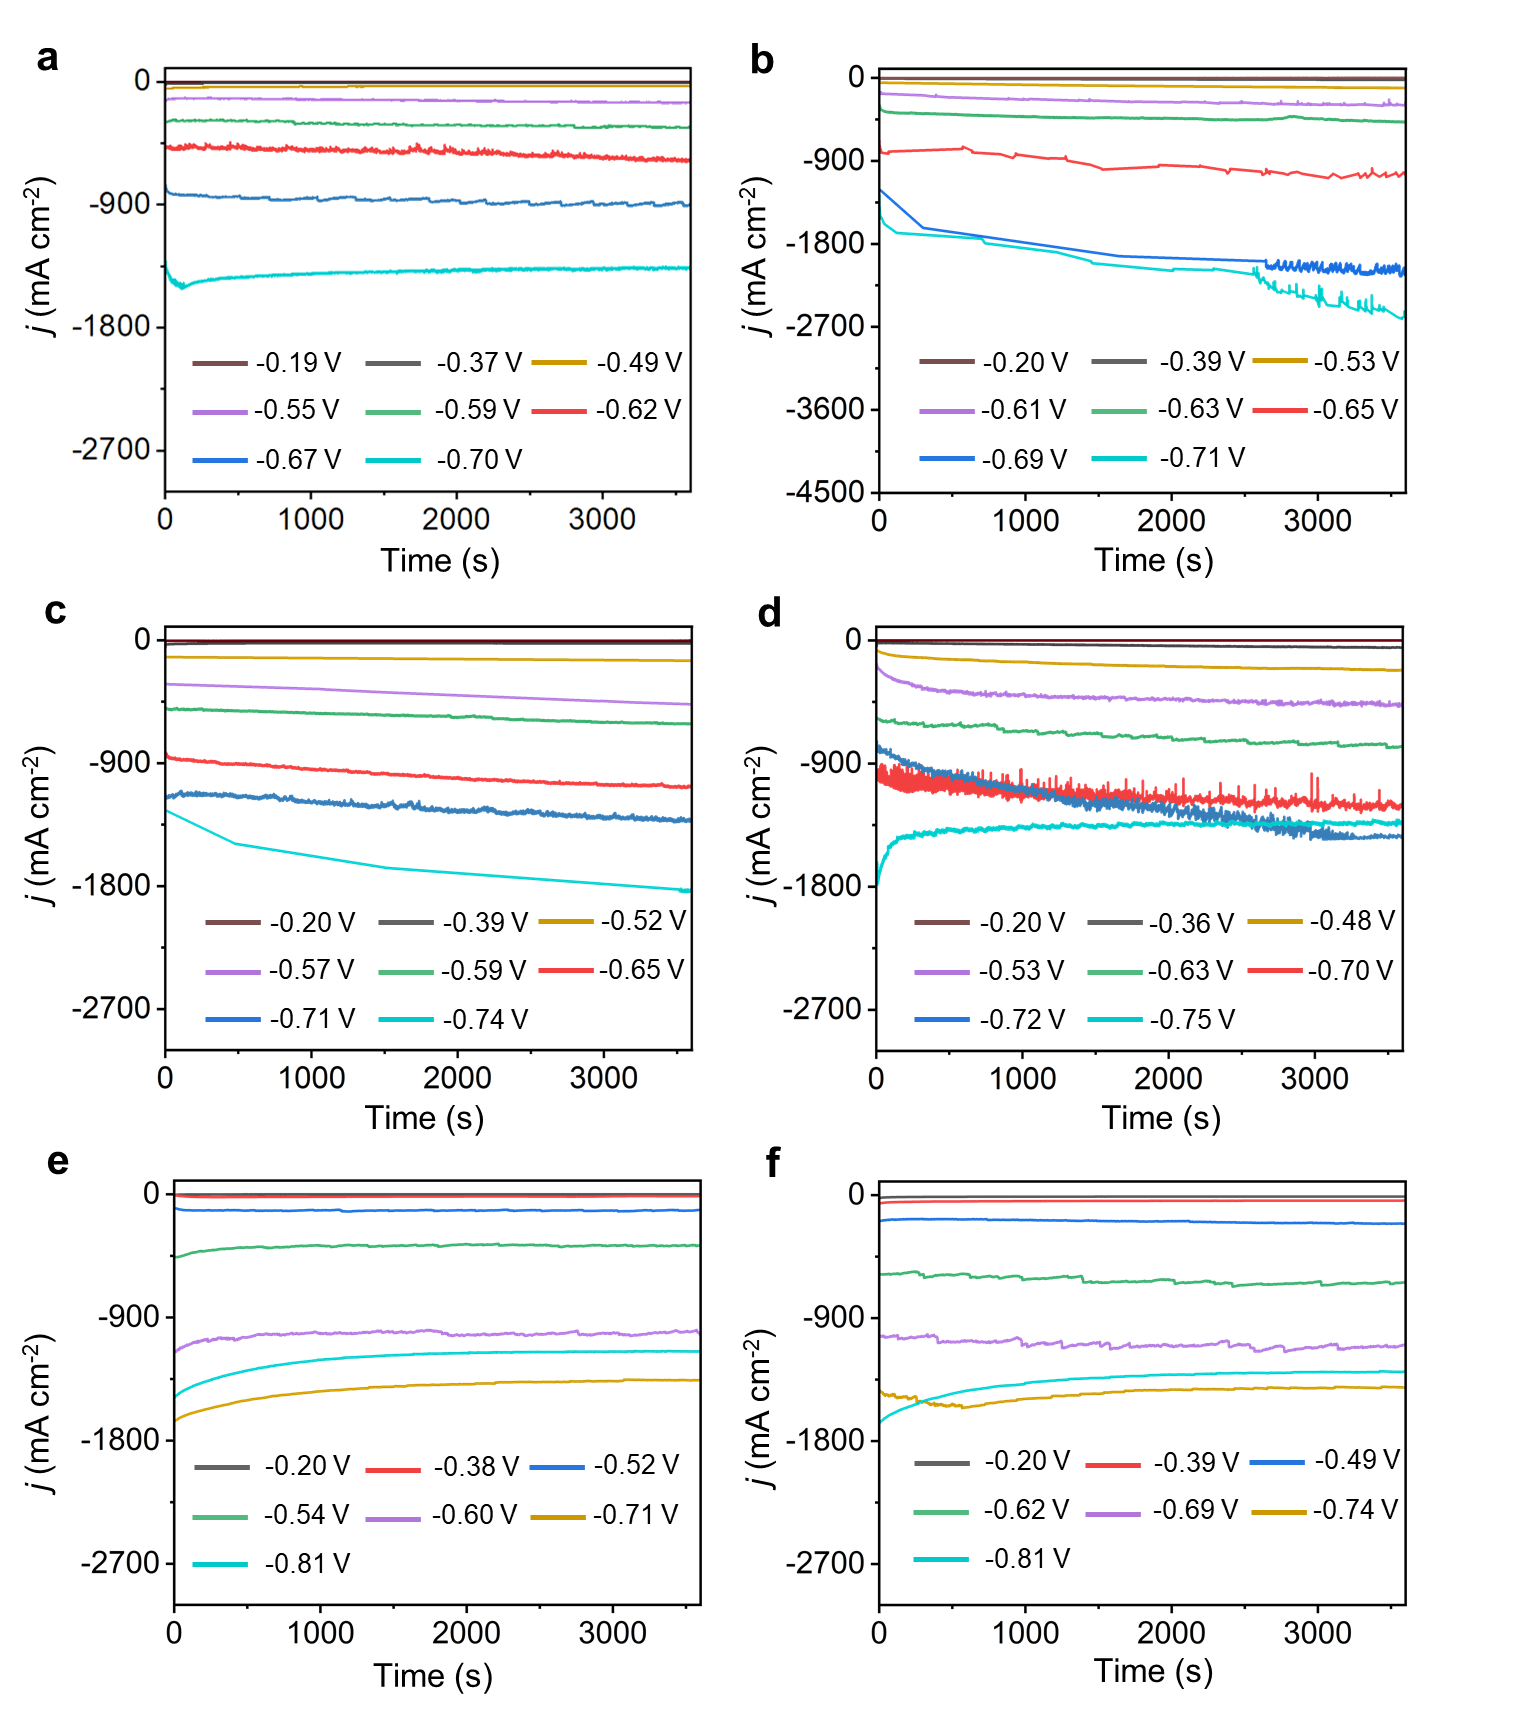 a
0
-900
-1800
-2700
j (mA cm-2)
-0.19 V -0.37 V -0.49 V
-0.55 V -0.59 V -0.62 V
-0.67 V -0.70 V
0 1000 2000 3000
Time (s)
b
0
-900
-1800
-2700
-3600
-4500
j (mA cm-2)
-0.20 V -0.39 V -0.53 V
-0.61 V -0.63 V -0.65 V
-0.69 V -0.71 V
0 1000 2000 3000
Time (s)
c
0
-900
-1800
-2700
j (mA cm-2)
-0.20 V -0.39 V -0.52 V
-0.57 V -0.59 V -0.65 V
-0.71 V -0.74 V
0 1000 2000 3000
Time (s)
d
0
-900
-1800
-2700
j (mA cm-2)
-0.20 V -0.36 V -0.48 V
-0.53 V -0.63 V -0.70 V
-0.72 V -0.75 V
0 1000 2000 3000
Time (s)
e
0
-900
-1800
-2700
j (mA cm-2)
-0.20 V -0.38 V -0.52 V
-0.54 V -0.60 V -0.71 V
-0.81 V
0 1000 2000 3000
Time (s)
f
0
-900
-1800
-2700
j (mA cm-2)
-0.20 V -0.39 V -0.49 V
-0.62 V -0.69 V -0.74 V
-0.81 V
0 1000 2000 3000
Time (s)